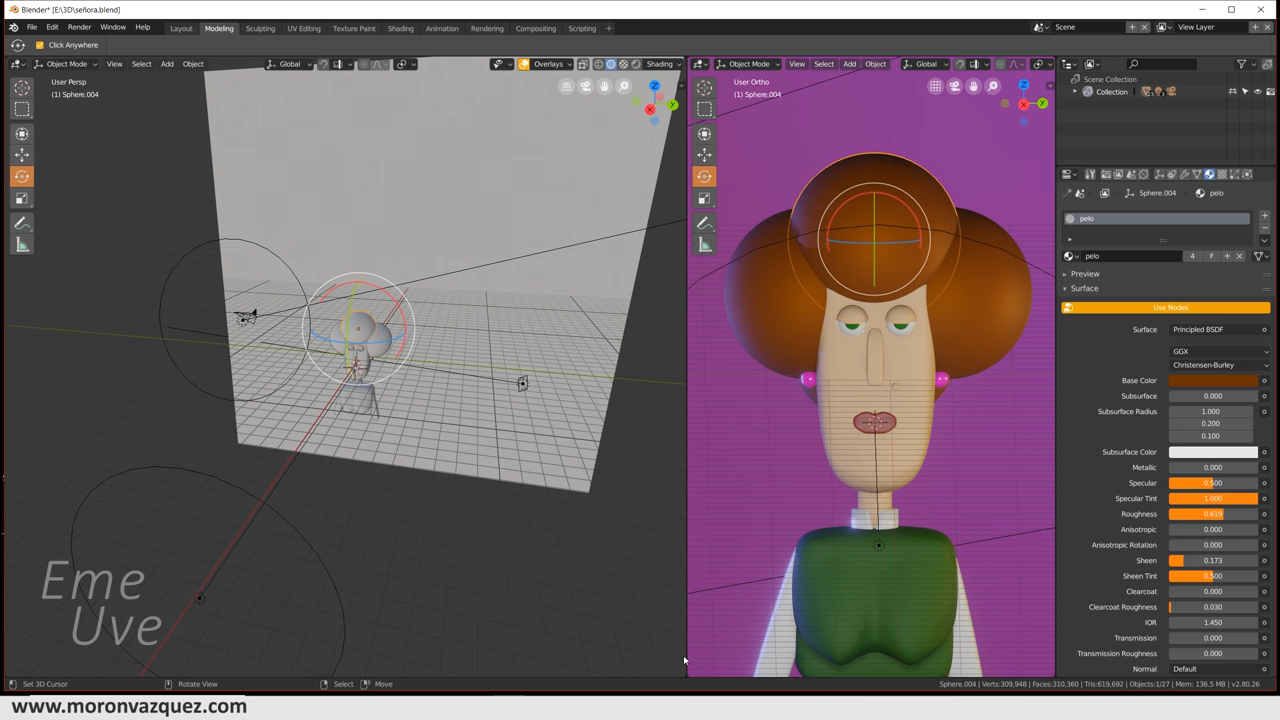 Blender* [E:\3D\señora.blend]
File Edit Render Window Help
Layout Modeling Sculpting UV Editing Texture Paint Shading Animation Rendering Compositing Scripting
Scene
View Layer
Click Anywhere
Object Mode View Select Add Object Global Overlays Shading
Object Mode View Select Add Object Global
User Persp
(1) Sphere.004
User Ortho
(1) Sphere.004
Scene Collection
Collection
Sphere.004 pelo
pelo
pelo 4 F
Preview
Surface
Use Nodes
Surface Principled BSDF
GGX
Christensen-Burley
Base Color
Subsurface 0.000
Subsurface Radius 1.000
0.200
0.100
Subsurface Color
Metallic 0.000
Specular 0.500
Specular Tint 1.000
Roughness 0.619
Anisotropic 0.000
Anisotropic Rotation 0.000
Sheen 0.173
Sheen Tint 0.500
Clearcoat 0.000
Clearcoat Roughness 0.030
IOR 1.450
Transmission 0.000
Transmission Roughness 0.000
Normal Default
Eme
Uve
Set 3D Cursor Rotate View Select Move
Sphere.004 | Verts:309,948 | Faces:310,360 | Tris:619,692 | Objects:1/27 | Mem: 136.5 MB | v2.80.26
www.moronvazquez.com